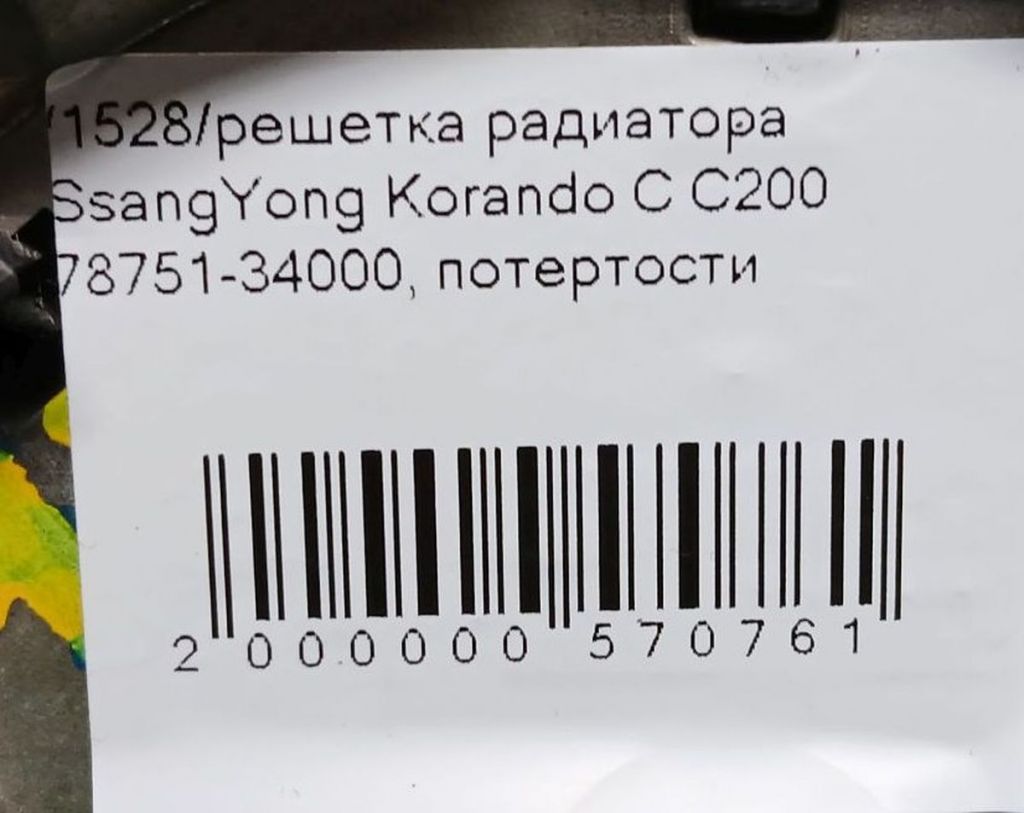 /1528/решетка радиатора
SsangYong Korando C C200
78751-34000, потертости
2 000000 570761